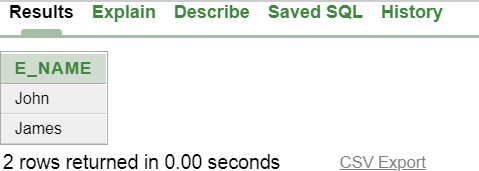 Results Explain Describe Saved SQL History
E_NAME
John
James
2 rows returned in 0.00 seconds CSV Export